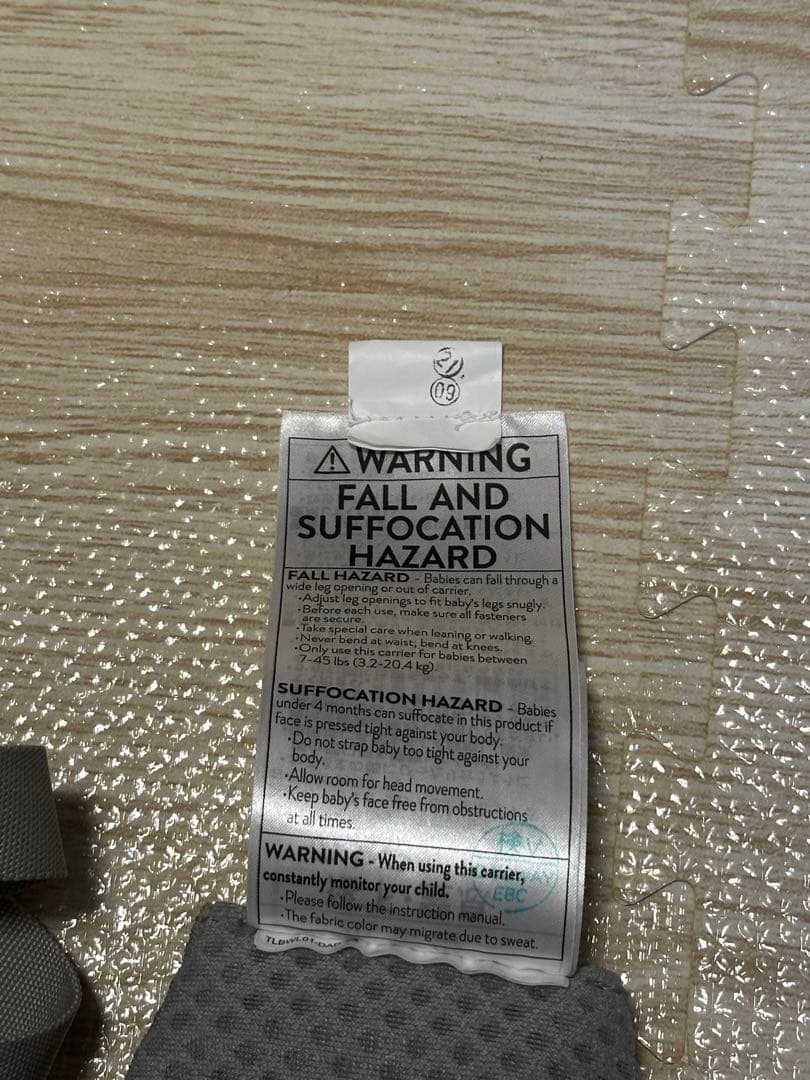 09
WARNING
FALL AND
SUFFOCATION
HAZARD
FALL HAZARD - Babies can fall through a
wide leg opening or out of carrier.
·Adjust leg openings to fit baby's legs snugly.
·Before each use, make sure all fasteners
are secure.
·Take special care when leaning or walking.
·Never bend at waist; bend at knees.
·Only use this carrier for babies between
7-45 lbs (3.2-20.4 kg).
SUFFOCATION HAZARD - Babies
under 4 months can suffocate in this product if
face is pressed tight against your body.
·Do not strap baby too tight against your
body.
·Allow room for head movement.
·Keep baby's face free from obstructions
at all times.
WARNING - When using this carrier,
constantly monitor your child.
EBC
·Please follow the instruction manual.
·The fabric color may migrate due to sweat.